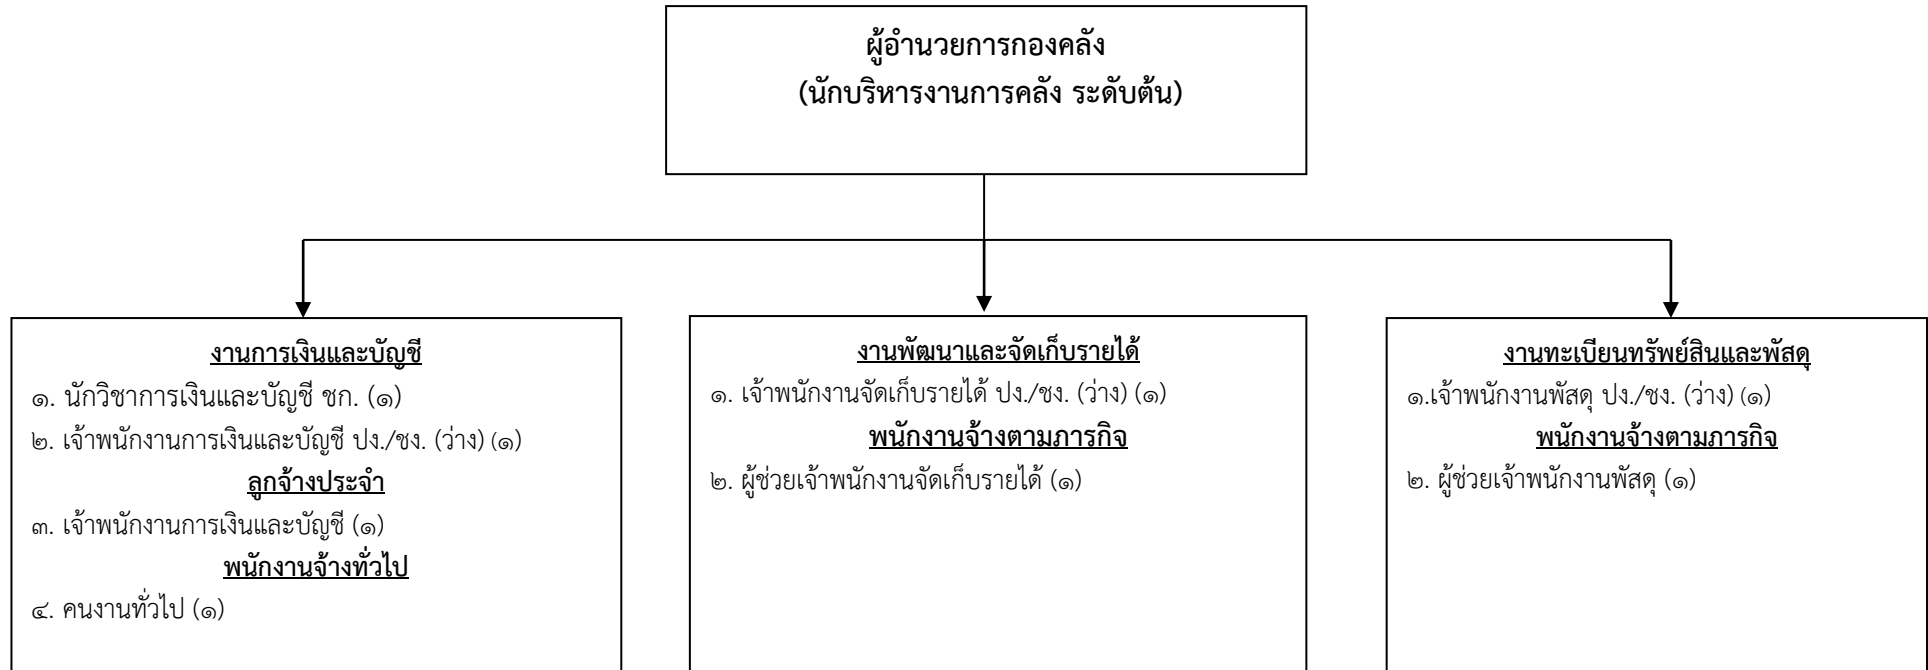 ผู้อำนวยการกองคลัง
(นักบริหารงานการคลัง ระดับต้น)
งานการเงินและบัญชี
๑. นักวิชาการเงินและบัญชี ชก. (๑)
๒. เจ้าพนักงานการเงินและบัญชี ปง./ชง. (ว่าง) (๑)
ลูกจ้างประจำ
๓. เจ้าพนักงานการเงินและบัญชี (๑)
พนักงานจ้างทั่วไป
๔. คนงานทั่วไป (๑)
งานพัฒนาและจัดเก็บรายได้
๑. เจ้าพนักงานจัดเก็บรายได้ ปง./ชง. (ว่าง) (๑)
พนักงานจ้างตามภารกิจ
๒. ผู้ช่วยเจ้าพนักงานจัดเก็บรายได้ (๑)
งานทะเบียนทรัพย์สินและพัสดุ
๑.เจ้าพนักงานพัสดุ ปง./ชง. (ว่าง) (๑)
พนักงานจ้างตามภารกิจ
๒. ผู้ช่วยเจ้าพนักงานพัสดุ (๑)